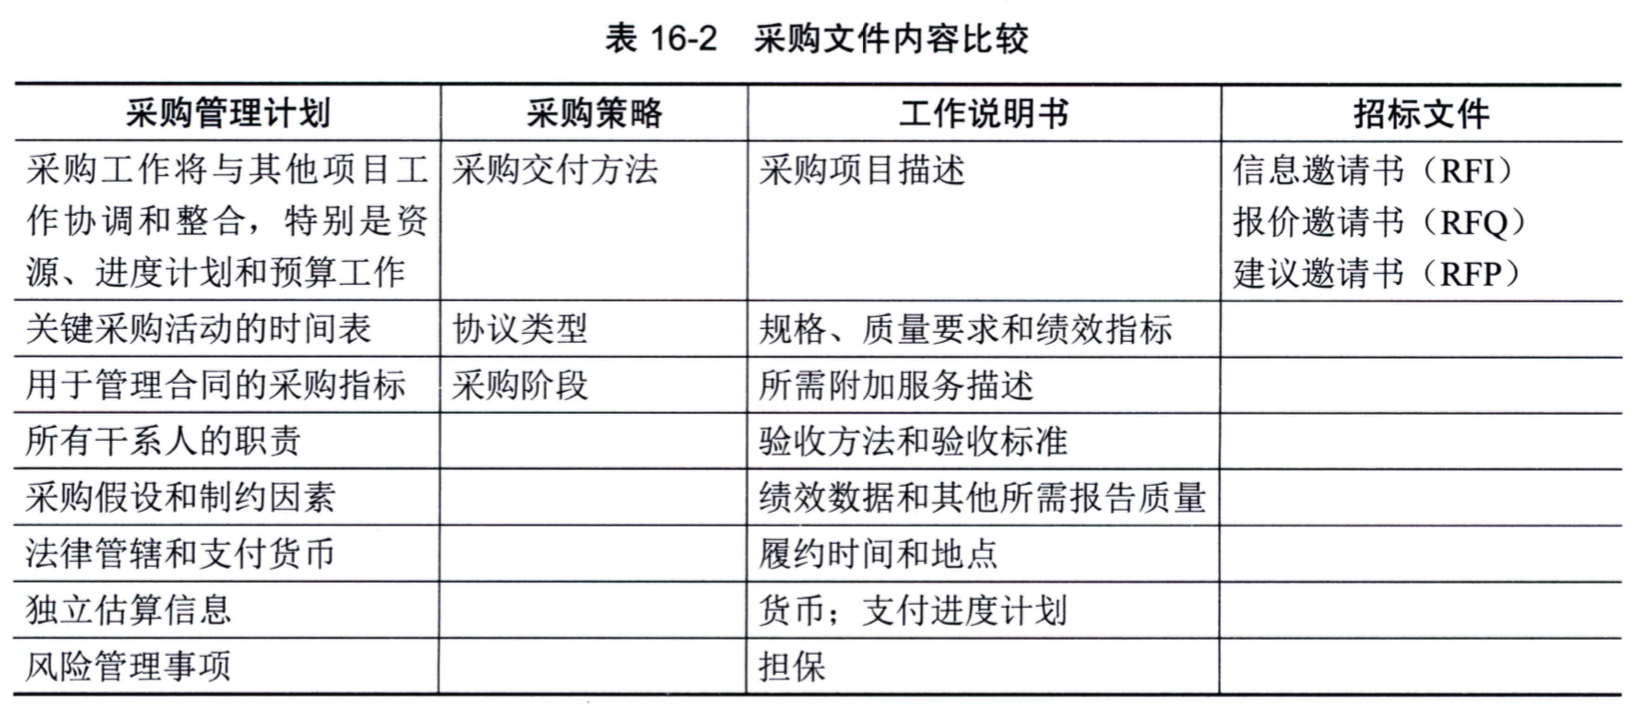 表 16-2 采购文件内容比较
采购管理计划 采购策略 工作说明书 招标文件
采购工作将与其他项目工 采购交付方法 采购项目描述 信息邀请书（RFI）
作协调和整合，特别是资 报价邀请书（RFQ）
源、进度计划和预算工作 建议邀请书（RFP）
关键采购活动的时间表 协议类型 规格、质量要求和绩效指标
用于管理合同的采购指标 采购阶段 所需附加服务描述
所有干系人的职责 验收方法和验收标准
采购假设和制约因素 绩效数据和其他所需报告质量
法律管辖和支付货币 履约时间和地点
独立估算信息 货币；支付进度计划
风险管理事项 担保